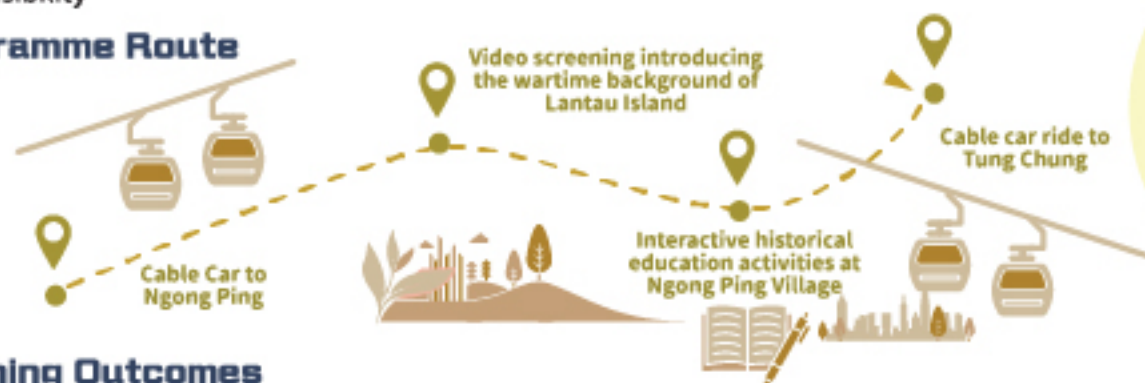 ramme Route
Video screening introducing
the wartime background of
Lantau Island
Cable car ride to
Tung Chung
Interactive historical
education activities at
Ngong Ping Village
Cable Car to
Ngong Ping
ning Outcomes